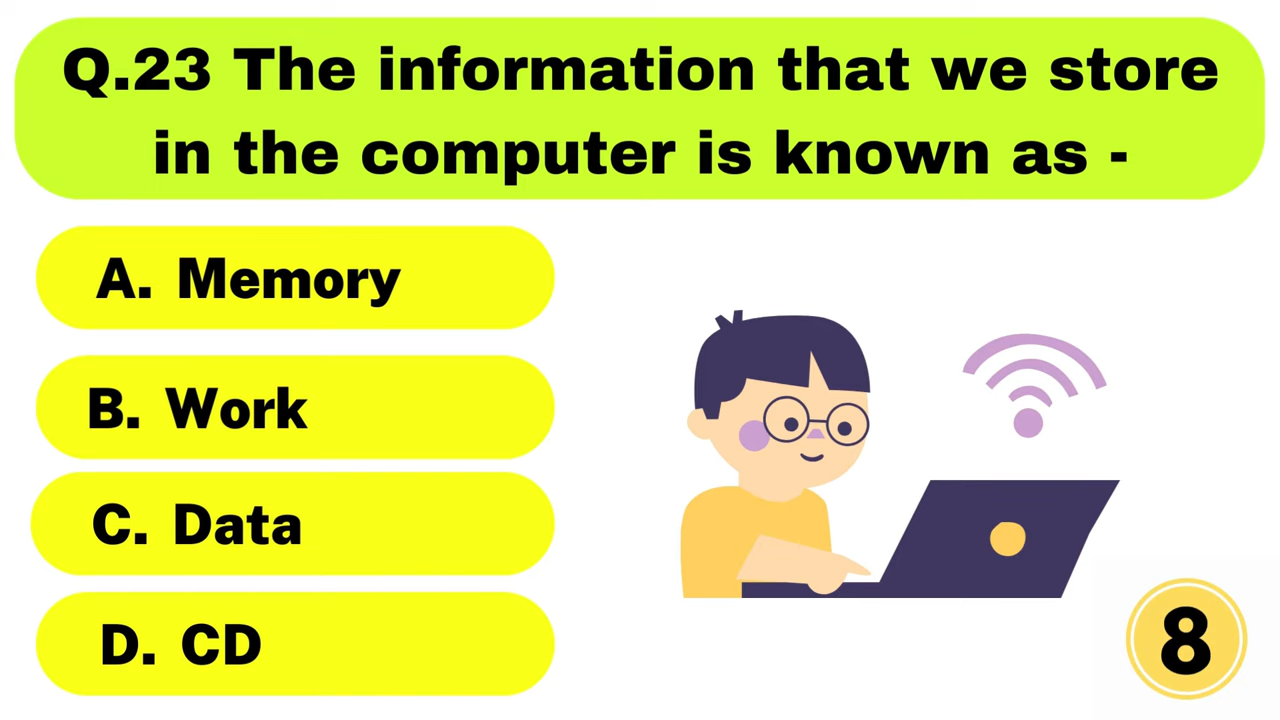 Q.23 The information that we store
in the computer is known as -
A. Memory
B. Work
C. Data
D. CD
8